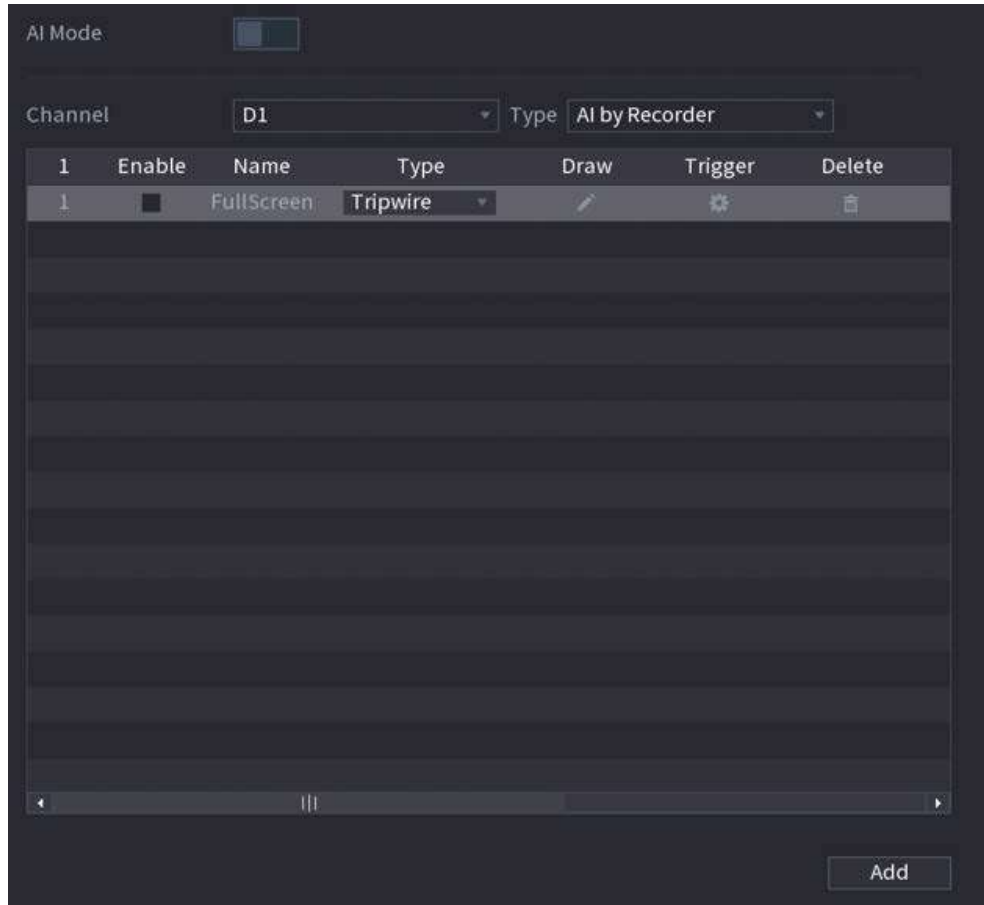 AI Mode
Channel D1 Type AI by Recorder
1 Enable Name Type Draw Trigger Delete
1 FullScreen Tripwire
Add